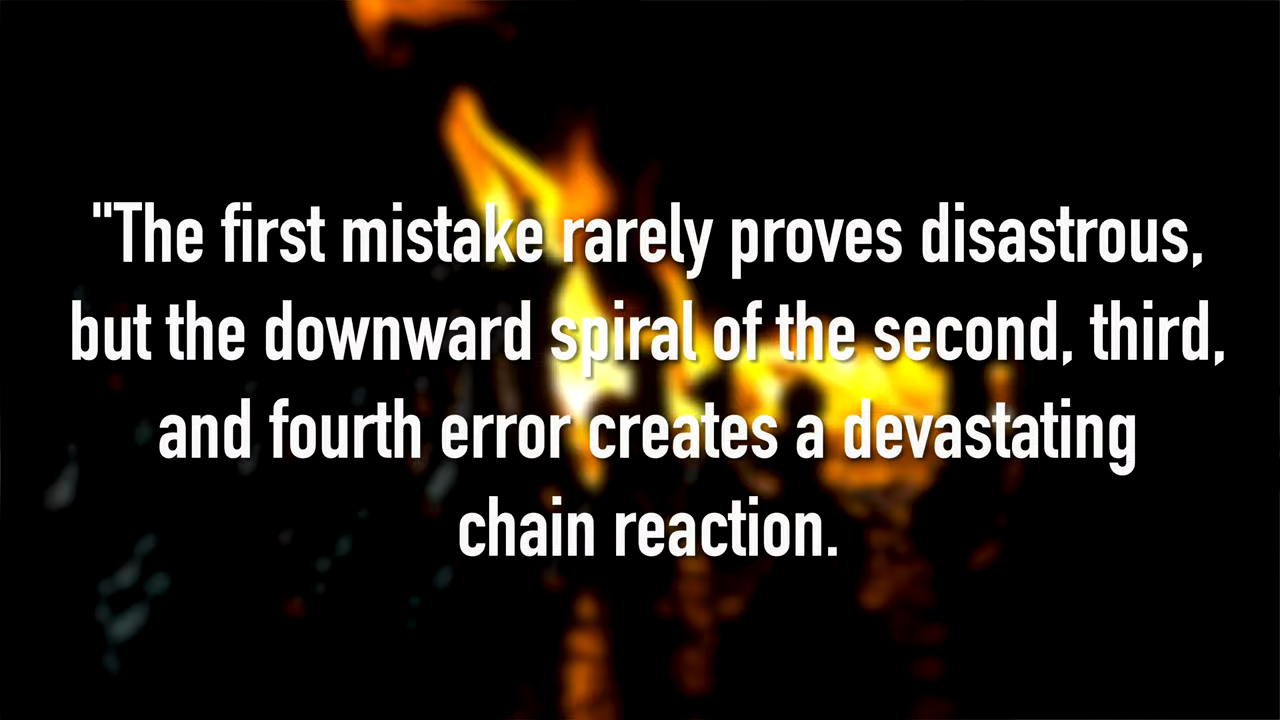 "The first mistake rarely proves disastrous,
but the downward spiral of the second, third,
and fourth error creates a devastating
chain reaction.